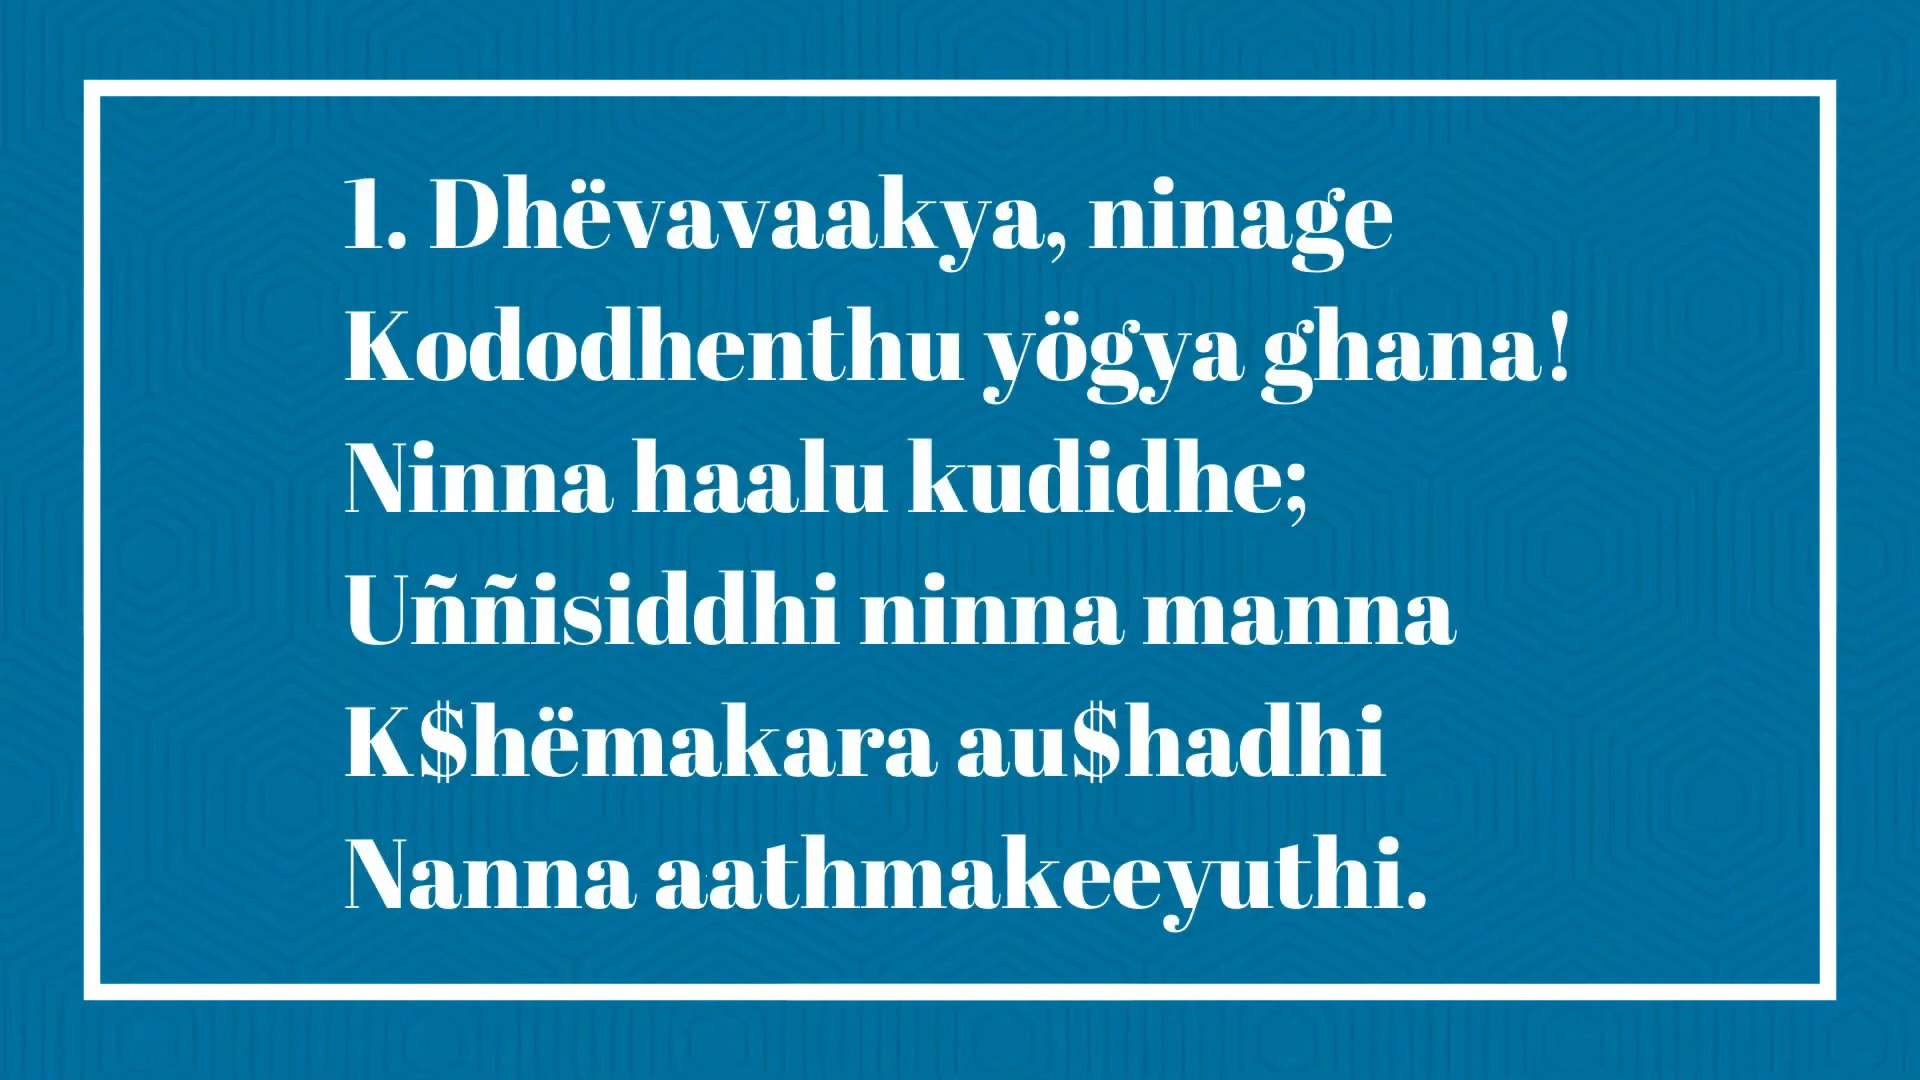 1. Dhëvavaakya, ninage
Kododhenthu yögya ghana!
Ninna haalu kudidhe;
Uññisiddhi ninna manna
K$hëmakara au$hadhi
Nanna aathmakeeyuthi.